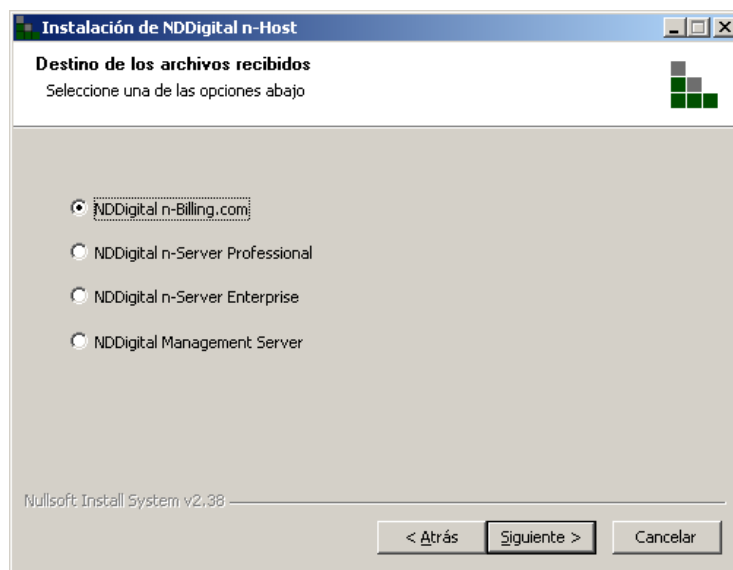 Instalación de NDDigital n-Host
Destino de los archivos recibidos
Seleccione una de las opciones abajo
NDDigital n-Billing.com
NDDigital n-Server Professional
NDDigital n-Server Enterprise
NDDigital Management Server
Nullsoft Install System v2.38
< Atrás
Siguiente >
Cancelar